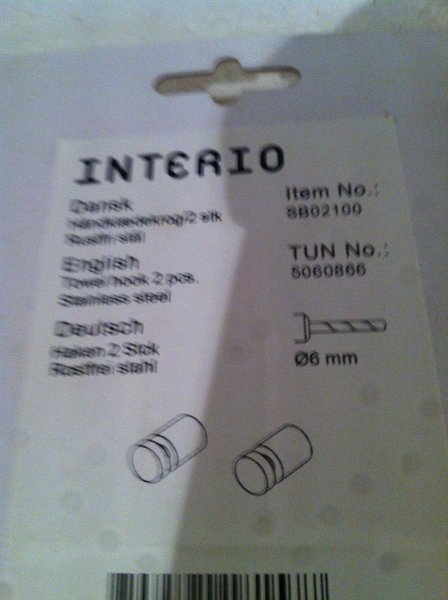 INTERIO
Dansk
Håndklædekrog/2 stk
Rustfri stål
English
Towel hook 2 pcs.
Stainless steel
Deutsch
Haken 2 Stck
Rostfrei stahl
Item No.:
SB02100
TUN No.:
5060866
Ø6 mm